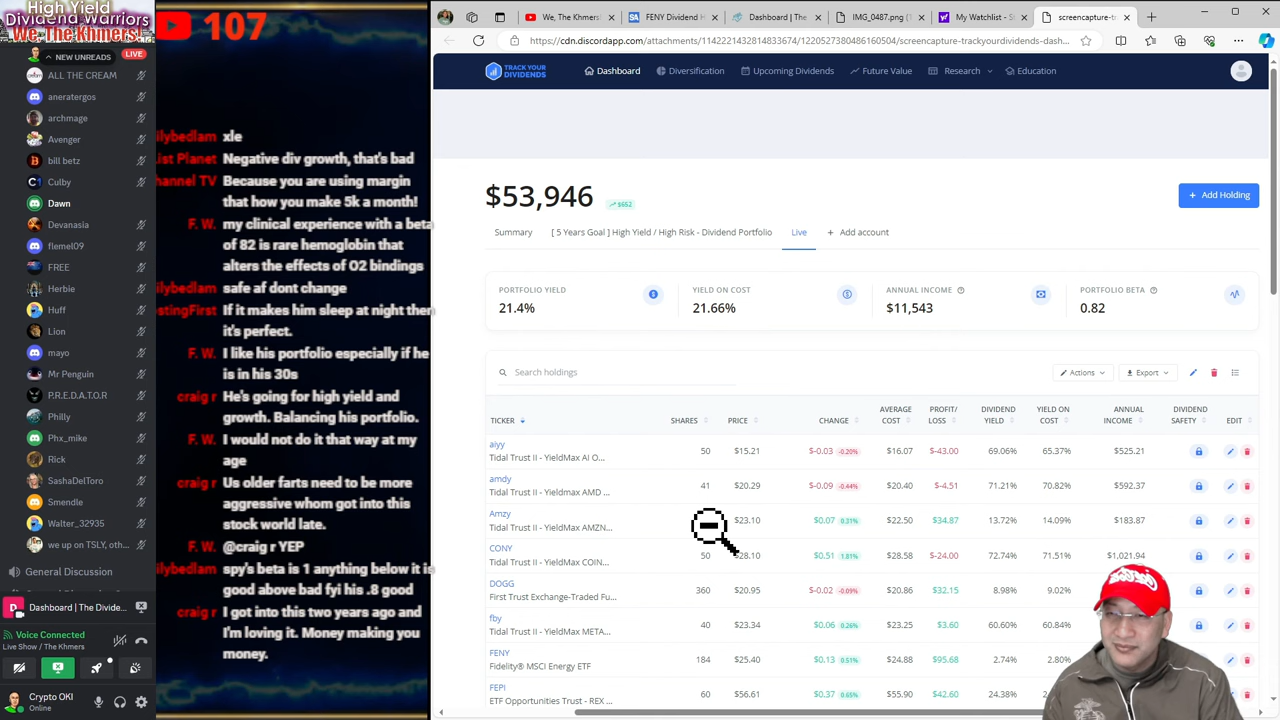 High Yield
Dividend Warriors
We, The Khmers!
107
NEW UNREADS
LIVE
ALL THE CREAM
aneratergos
archmage
Avenger
bill betz
Culby
Dawn
Devanasia
flemel09
FREE
Herbie
Huff
Lion
mayo
Mr Penguin
P.R.E.D.A.T.O.R
Philly
Phx_mike
Rick
SashaDelToro
Smendle
Walter_32935
we up on TSLY, oth...
General Discussion
Dashboard | The Divide...
Voice Connected
Live Show / The Khmers
Crypto OKI
Online
ilybedlam xle
ist Planet Negative div growth, that's bad
hannel TV Because you are using margin
that how you make 5k a month!
F. W. my clinical experience with a beta
of 82 is rare hemoglobin that
alters the effects of O2 bindings
ilybedlam safe af dont change
stingFirst If it makes him sleep at night then
it's perfect.
F. W. I like his portfolio especially if he
is in his 30s
craig r He's going for high yield and
growth. Balancing his portfolio.
F. W. I would not do it that way at my
age
craig r Us older farts need to be more
aggressive whom got into this
stock world late.
F. W. @craig r YEP
ilybedlam spy's beta is 1 anything below it is
good above bad fyi his .8 good
craig r I got into this two years ago and
I'm loving it. Money making you
money.
We, The Khmers!
FENY Dividend H
Dashboard | The
IMG_0487.png (
My Watchlist - St
screencapture-tr
https://cdn.discordapp.com/attachments/1142221432814833674/1220527380486160504/screencapture-trackyourdividends-dash...
TRACK YOUR
DIVIDENDS
Dashboard
Diversification
Upcoming Dividends
Future Value
Research
Education
$53,946
$652
+ Add Holding
Summary
[ 5 Years Goal ] High Yield / High Risk - Dividend Portfolio
Live
+ Add account
PORTFOLIO YIELD
21.4%
YIELD ON COST
21.66%
ANNUAL INCOME
$11,543
PORTFOLIO BETA
0.82
Search holdings
Actions
Export
TICKER SHARES PRICE CHANGE AVERAGE COST PROFIT/ LOSS DIVIDEND YIELD YIELD ON COST ANNUAL INCOME DIVIDEND SAFETY EDIT
aiyy
Tidal Trust II - YieldMax AI O... 50 $15.21 $-0.03 -0.20% $16.07 $-43.00 69.06% 65.37% $525.21
amdy
Tidal Trust II - Yieldmax AMD ... 41 $20.29 $-0.09 -0.44% $20.40 $-4.51 71.21% 70.82% $592.37
Amzy
Tidal Trust II - YieldMax AMZN... $23.10 $0.07 0.31% $22.50 $34.87 13.72% 14.09% $183.87
CONY
Tidal Trust II - YieldMax COIN... 50 $28.10 $0.51 1.81% $28.58 $-24.00 72.74% 71.51% $1,021.94
DOGG
First Trust Exchange-Traded Fu... 360 $20.95 $-0.02 -0.09% $20.86 $32.15 8.98% 9.02%
fby
Tidal Trust II - YieldMax META... 40 $23.34 $0.06 0.26% $23.25 $3.60 60.60% 60.84%
FENY
Fidelity® MSCI Energy ETF 184 $25.40 $0.13 0.51% $24.88 $95.68 2.74% 2.80%
FEPI
ETF Opportunities Trust - REX ... 60 $56.61 $0.37 0.65% $55.90 $42.60 24.38%